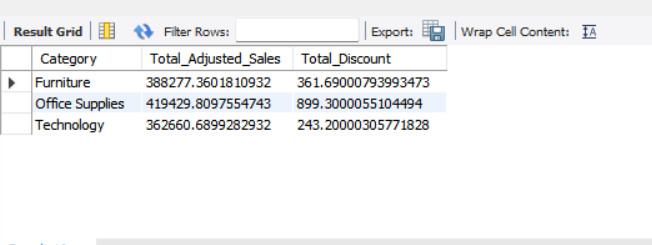 Result Grid Filter Rows: Export: Wrap Cell Content: IA
Category Total_Adjusted_Sales Total_Discount
Furniture 388277.3601810932 361.69000793993473
Office Supplies 419429.8097554743 899.3000055104494
Technology 362660.6899282932 243.20000305771828